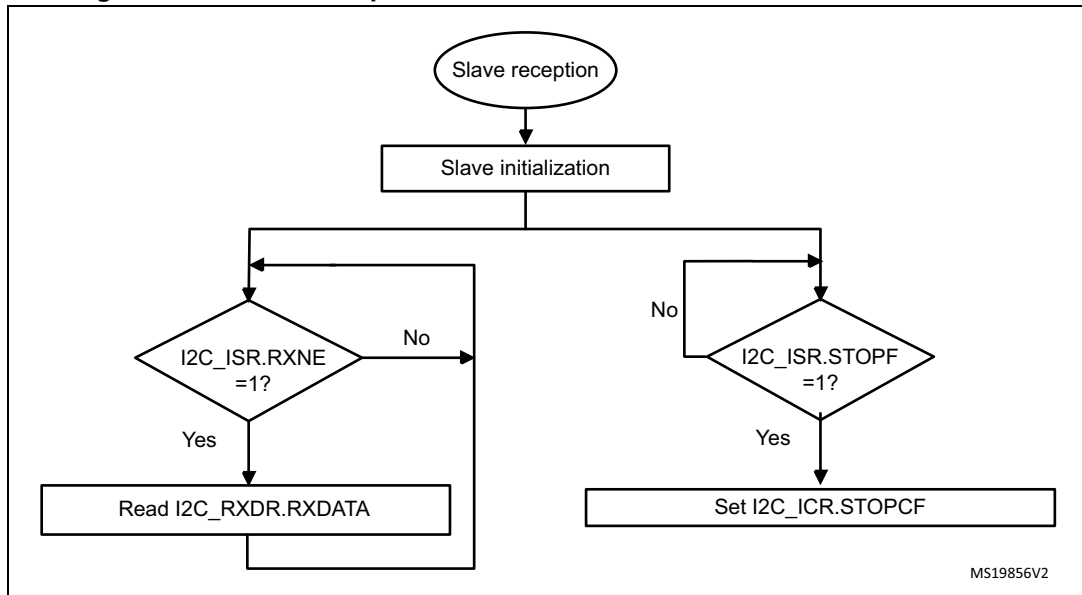 Slave reception
Slave initialization
No
No
I2C_ISR.RXNE
=1?
I2C_ISR.STOPF
=1?
Yes
Yes
Read I2C_RXDR.RXDATA
Set I2C_ICR.STOPCF
MS19856V2